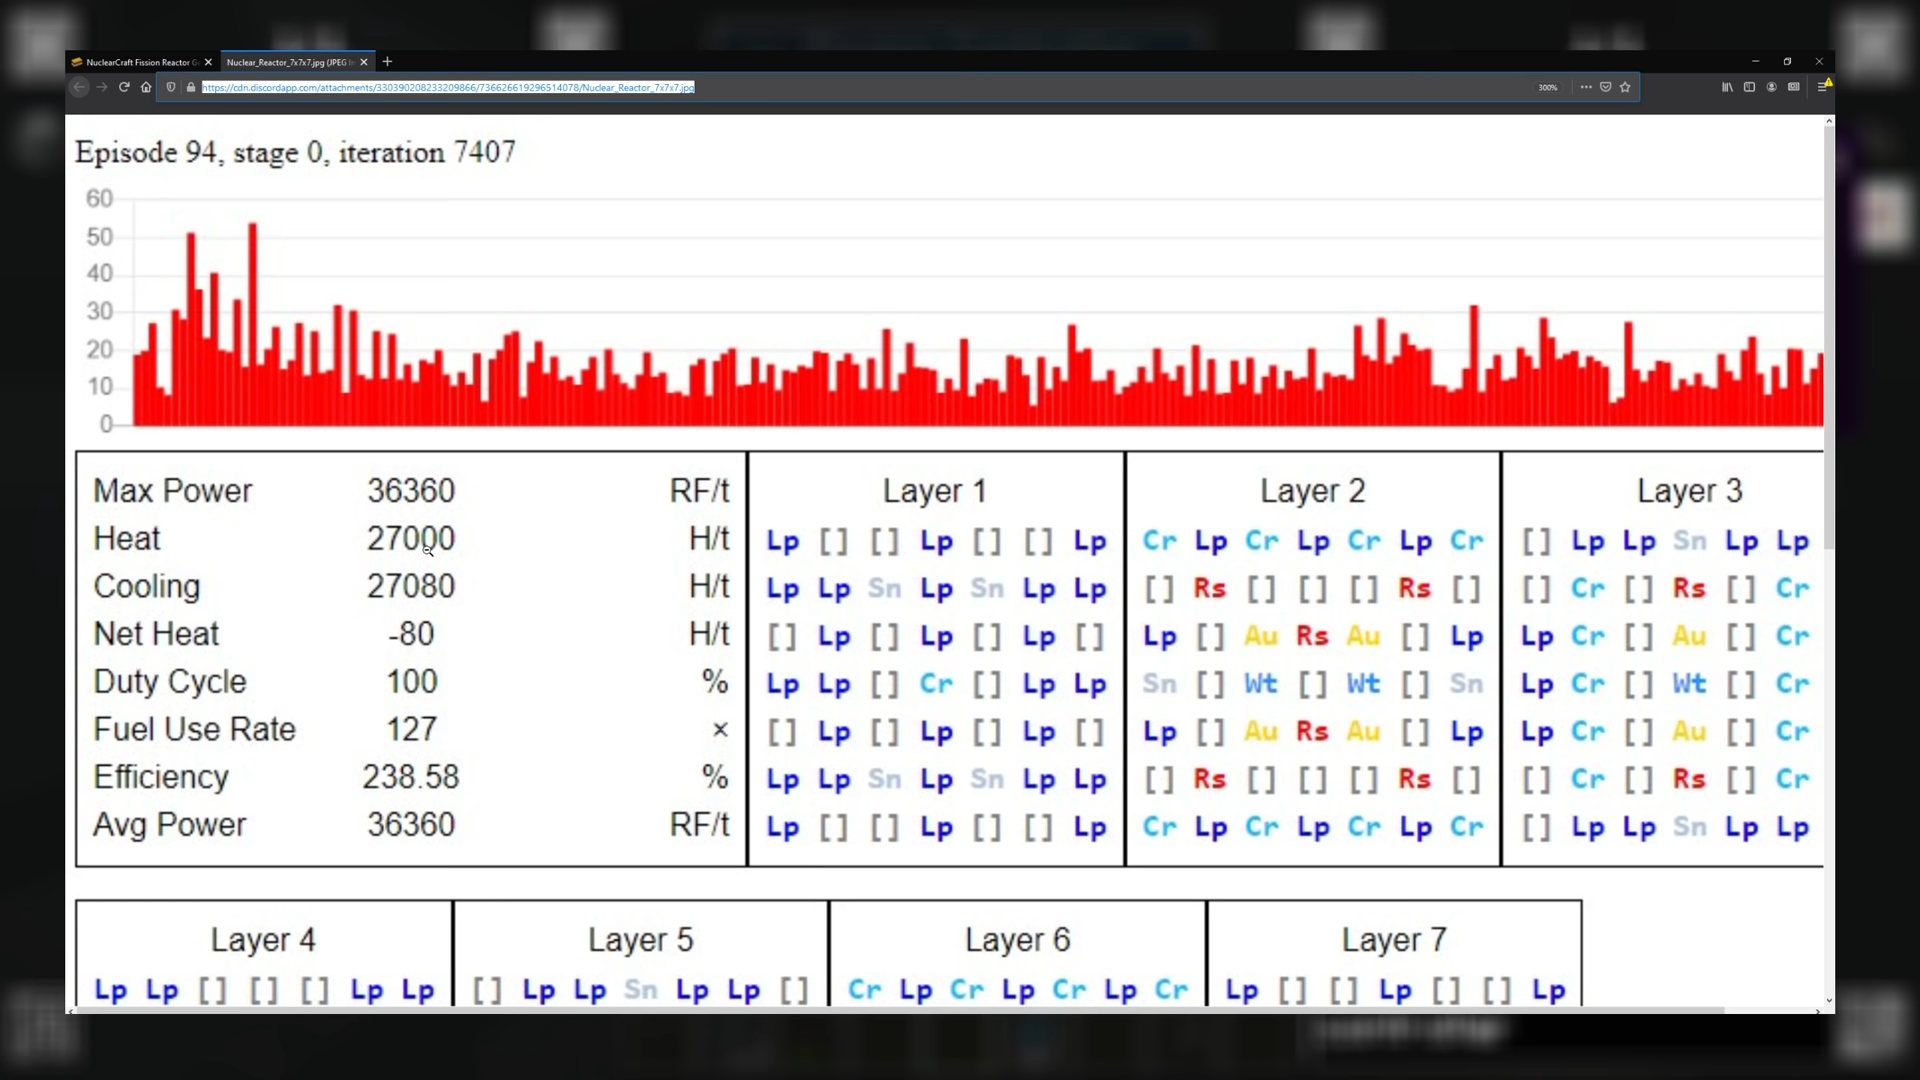 NuclearCraft Fission Reactor G
Nuclear_Reactor_7x7x7.jpg (JPEG I
https://cdn.discordapp.com/attachments/330390208233209866/736626619296514078/Nuclear_Reactor_7x7x7.jpg
300%
Episode 94, stage 0, iteration 7407
60
50
40
30
20
10
0
Max Power 36360 RF/t
Heat 27000 H/t
Cooling 27080 H/t
Net Heat -80 H/t
Duty Cycle 100 %
Fuel Use Rate 127 ×
Efficiency 238.58 %
Avg Power 36360 RF/t
Layer 1
Lp [] [] Lp [] [] Lp
Lp Lp Sn Lp Sn Lp Lp
[] Lp [] Lp [] Lp []
Lp Lp [] Cr [] Lp Lp
[] Lp [] Lp [] Lp []
Lp Lp Sn Lp Sn Lp Lp
Lp [] [] Lp [] [] Lp
Layer 2
Cr Lp Cr Lp Cr Lp Cr
[] Rs [] [] [] Rs []
Lp [] Au Rs Au [] Lp
Sn [] Wt [] Wt [] Sn
Lp [] Au Rs Au [] Lp
[] Rs [] [] [] Rs []
Cr Lp Cr Lp Cr Lp Cr
Layer 3
[] Lp Lp Sn Lp Lp
[] Cr [] Rs [] Cr
Lp Cr [] Au [] Cr
Lp Cr [] Wt [] Cr
Lp Cr [] Au [] Cr
[] Cr [] Rs [] Cr
[] Lp Lp Sn Lp Lp
Layer 4
Lp Lp [] [] [] Lp Lp
Layer 5
[] Lp Lp Sn Lp Lp []
Layer 6
Cr Lp Cr Lp Cr Lp Cr
Layer 7
Lp [] [] Lp [] [] Lp